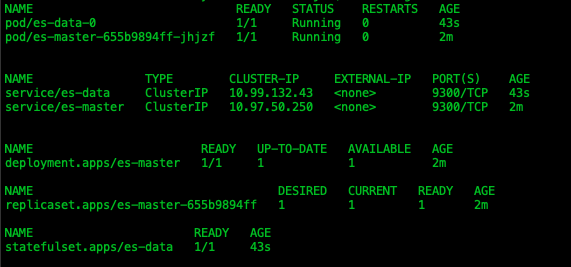 NAME READY STATUS RESTARTS AGE
pod/es-data-0 1/1 Running 0 43s
pod/es-master-655b9894ff-jhjzf 1/1 Running 0 2m
NAME TYPE CLUSTER-IP EXTERNAL-IP PORT(S) AGE
service/es-data ClusterIP 10.99.132.43 <none> 9300/TCP 43s
service/es-master ClusterIP 10.97.50.250 <none> 9300/TCP 2m
NAME READY UP-TO-DATE AVAILABLE AGE
deployment.apps/es-master 1/1 1 1 2m
NAME DESIRED CURRENT READY AGE
replicaset.apps/es-master-655b9894ff 1 1 1 2m
NAME READY AGE
statefulset.apps/es-data 1/1 43s